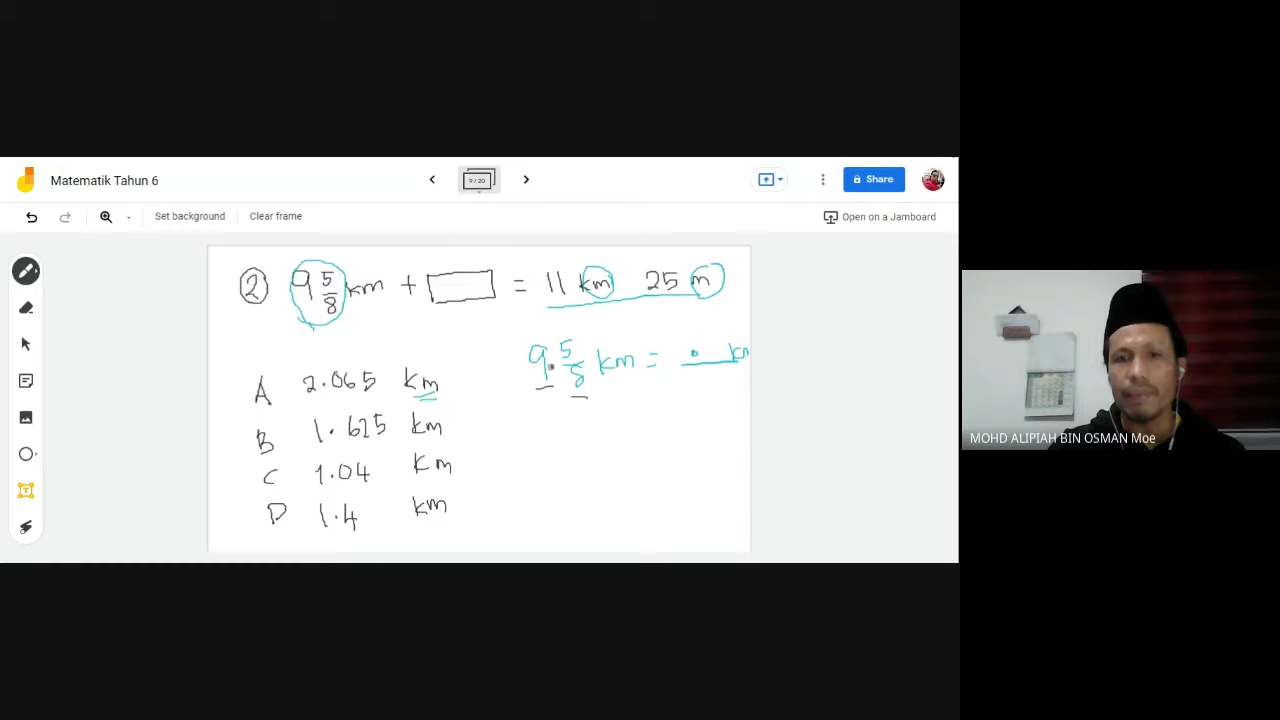 Matematik Tahun 6
9 / 20
Share
Set background
Clear frame
Open on a Jamboard
2 9 5/8 km + = 11 km 25 m
9 5/8 km = . km
A 2.065 km
B 1.625 km
C 1.04 km
D 1.4 km
MOHD ALIPIAH BIN OSMAN Moe